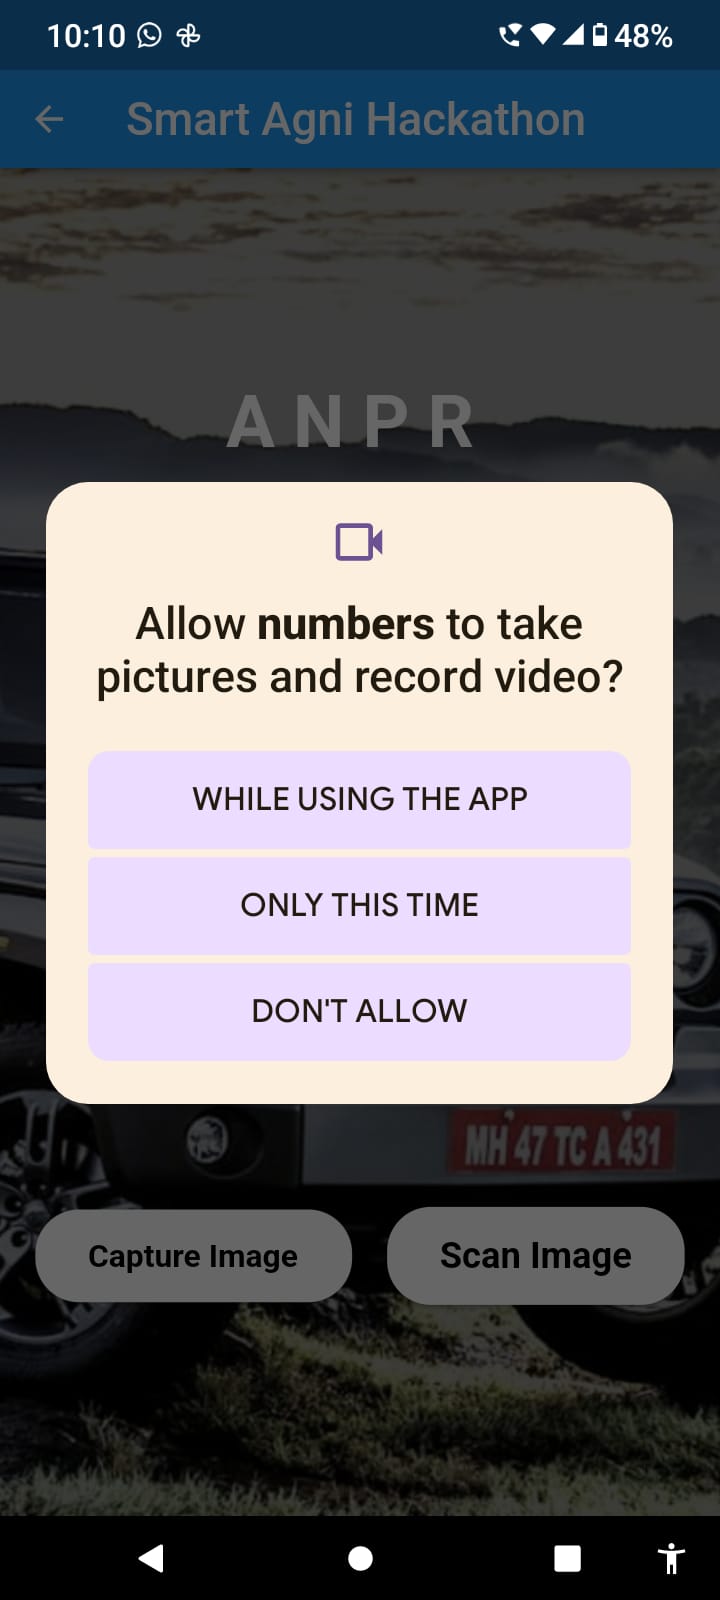 10:10 48%
Smart Agni Hackathon
A N P R
Allow numbers to take
pictures and record video?
WHILE USING THE APP
ONLY THIS TIME
DON'T ALLOW
MH 47 TC A 431
Capture Image Scan Image